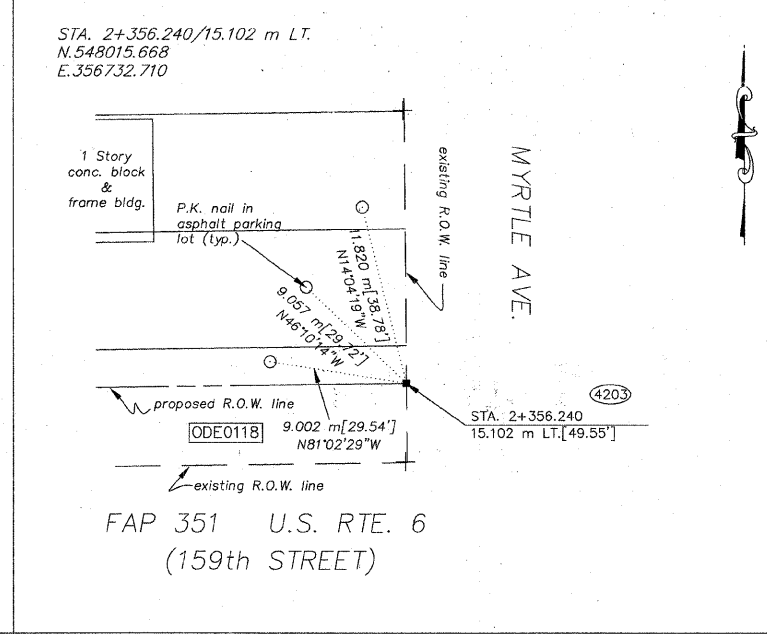 STA. 2+356.240/15.102 m LT.
N.548015.668
E.356732.710
1 Story
conc. block
&
frame bldg.
P.K. nail in
asphalt parking
lot (typ.)
existing R.O.W. line
MYRTLE AVE.
11.820 m[38.78']
N14°04'19"W
9.057 m[29.72']
N46°10'14"W
4203
STA. 2+356.240
15.102 m LT.[49.55']
proposed R.O.W. line
ODE0118
9.002 m[29.54']
N81°02'29"W
existing R.O.W. line
FAP 351 U.S. RTE. 6
(159th STREET)